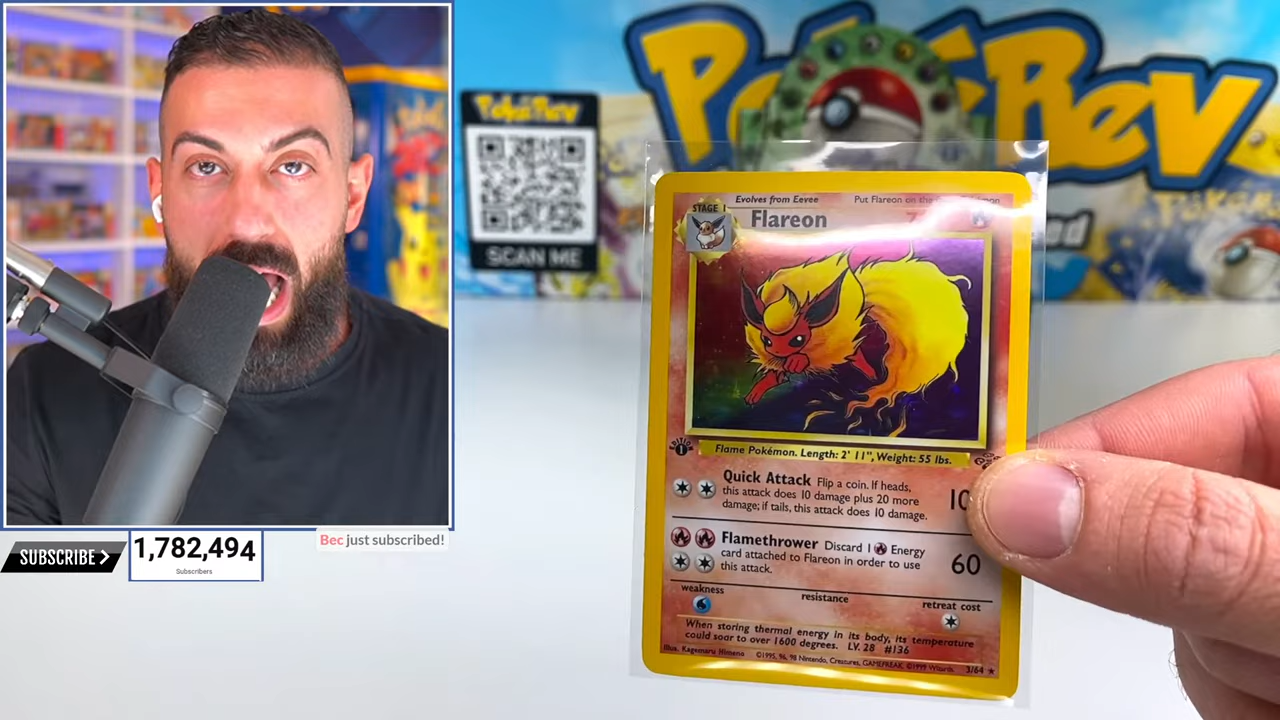 PokéRev
PokéRev
SCAN ME
Evolves from Eevee
Put Flareon on the
STAGE 1
Flareon
EDITION
1
Flame Pokémon. Length: 2' 11", Weight: 55 lbs.
Quick Attack Flip a coin. If heads,
this attack does 10 damage plus 20 more
damage; if tails, this attack does 10 damage.
10
Flamethrower Discard 1 Energy
card attached to Flareon in order to use
this attack.
60
weakness
resistance
retreat cost
When storing thermal energy in its body, its temperature
could soar to over 1600 degrees. LV. 28 #136
Illus. Kagemaru Himeno ©1995, 96, 98 Nintendo, Creatures, GAMEFREAK. ©1999 Wizards. 3/64 ★
SUBSCRIBE >
1,782,494
Subscribers
Bec just subscribed!